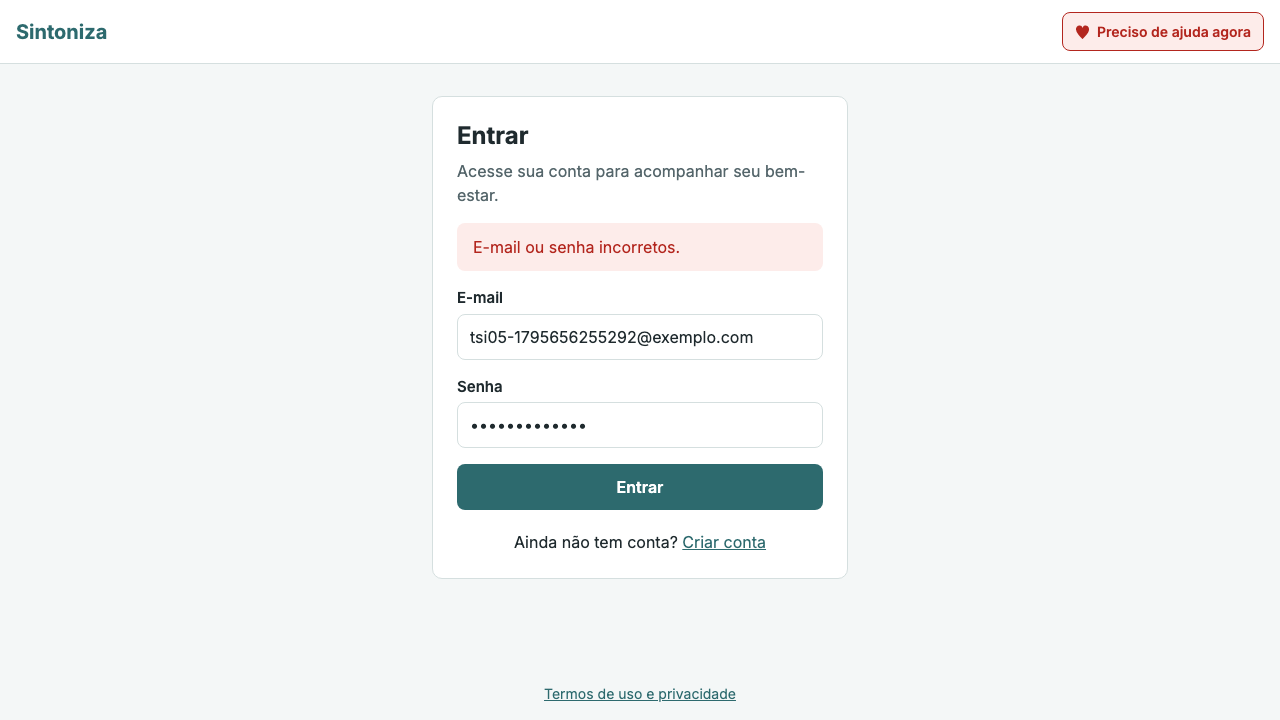 Sintoniza
Preciso de ajuda agora
Entrar
Acesse sua conta para acompanhar seu bem-
estar.
E-mail ou senha incorretos.
E-mail
tsi05-1795656255292@exemplo.com
Senha
•••••••••••••
Entrar
Ainda não tem conta? Criar conta
Termos de uso e privacidade